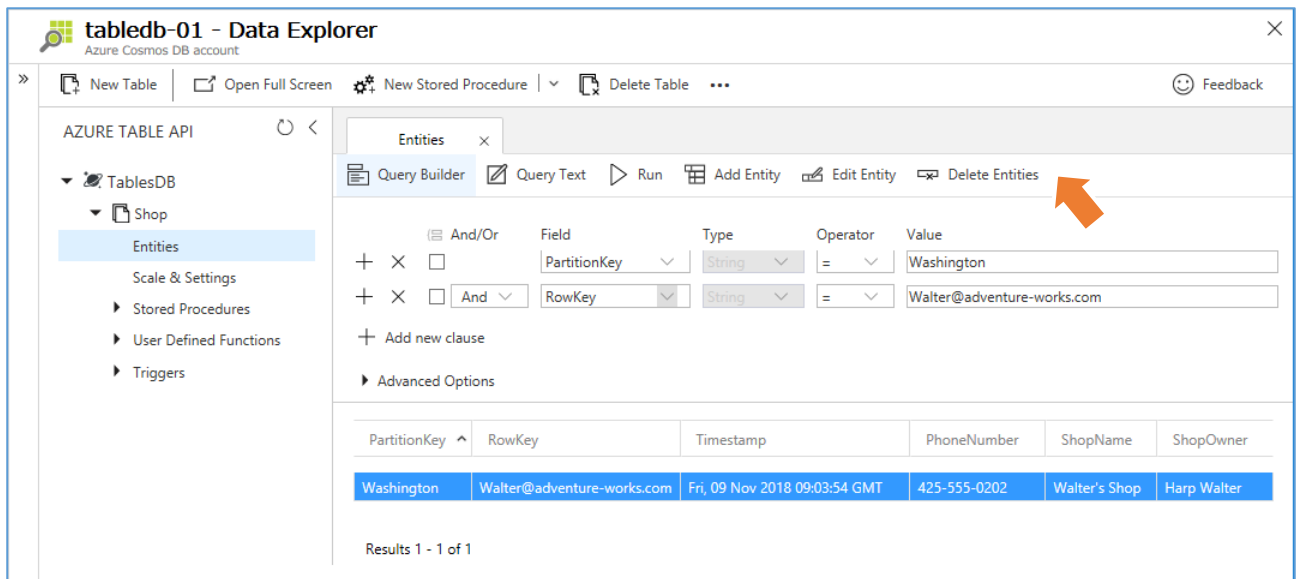 tabledb-01 - Data Explorer
Azure Cosmos DB account
New Table Open Full Screen New Stored Procedure Delete Table Feedback
AZURE TABLE API
TablesDB
Shop
Entities
Scale & Settings
Stored Procedures
User Defined Functions
Triggers
Entities
Query Builder Query Text Run Add Entity Edit Entity Delete Entities
And/Or Field Type Operator Value
PartitionKey String = Washington
And RowKey String = Walter@adventure-works.com
Add new clause
Advanced Options
PartitionKey RowKey Timestamp PhoneNumber ShopName ShopOwner
Washington Walter@adventure-works.com Fri, 09 Nov 2018 09:03:54 GMT 425-555-0202 Walter's Shop Harp Walter
Results 1 - 1 of 1